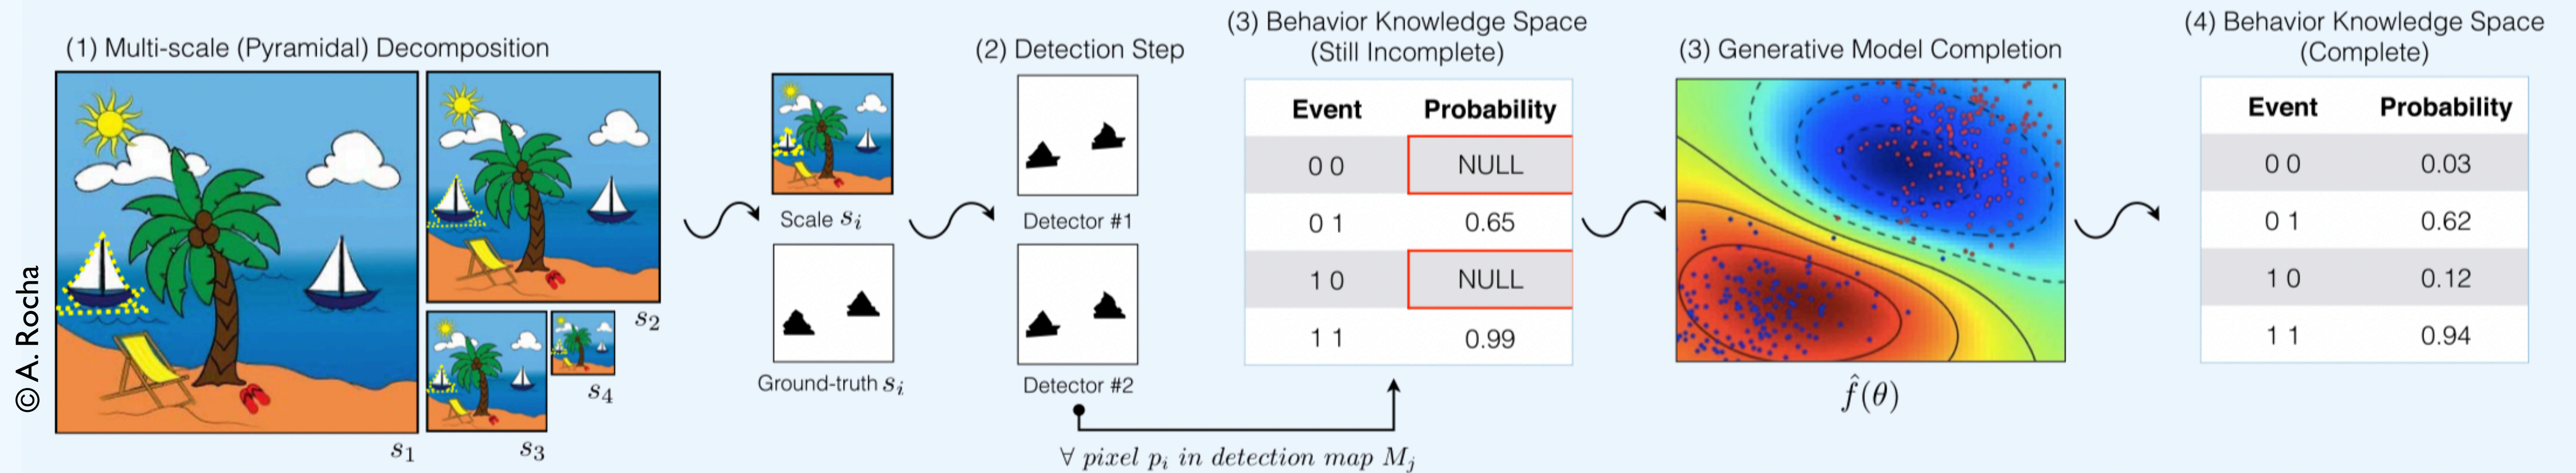 © A. Rocha
(1) Multi-scale (Pyramidal) Decomposition
s1
s2
s3
s4
Scale si
Ground-truth si
(2) Detection Step
Detector #1
Detector #2
∀ pixel pi in detection map Mj
(3) Behavior Knowledge Space
(Still Incomplete)
Event Probability
0 0 NULL
0 1 0.65
1 0 NULL
1 1 0.99
(3) Generative Model Completion
f̂(θ)
(4) Behavior Knowledge Space
(Complete)
Event Probability
0 0 0.03
0 1 0.62
1 0 0.12
1 1 0.94